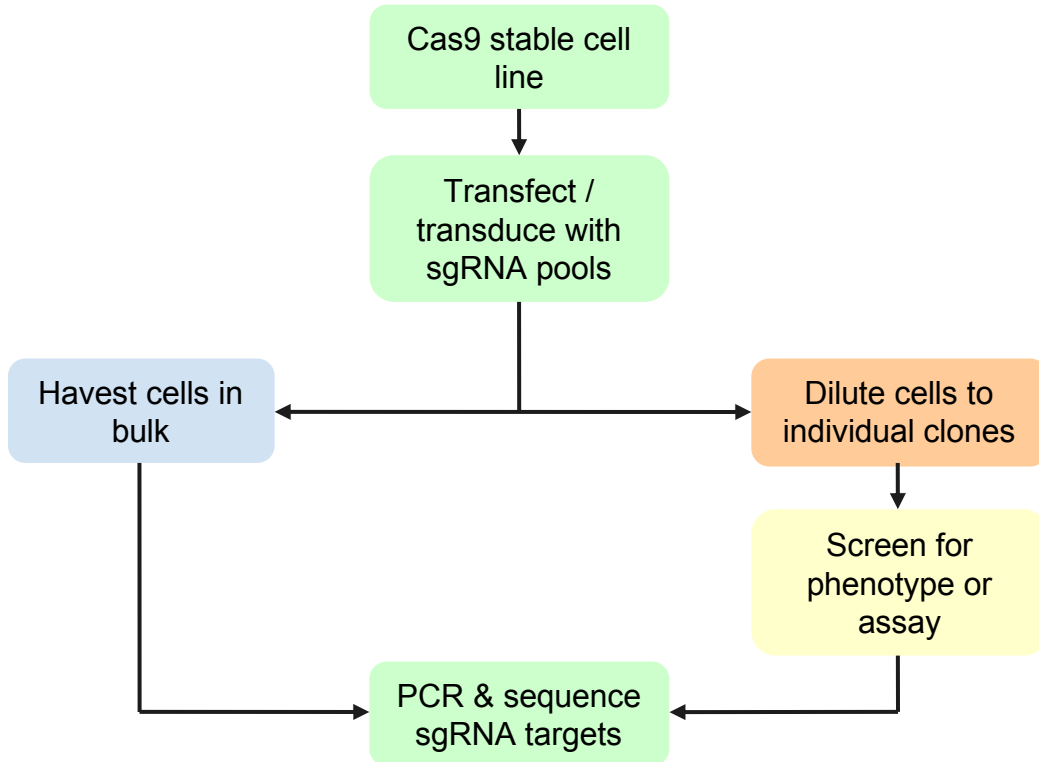 Cas9 stable cell
line
Transfect /
transduce with
sgRNA pools
Havest cells in
bulk
Dilute cells to
individual clones
Screen for
phenotype or
assay
PCR & sequence
sgRNA targets